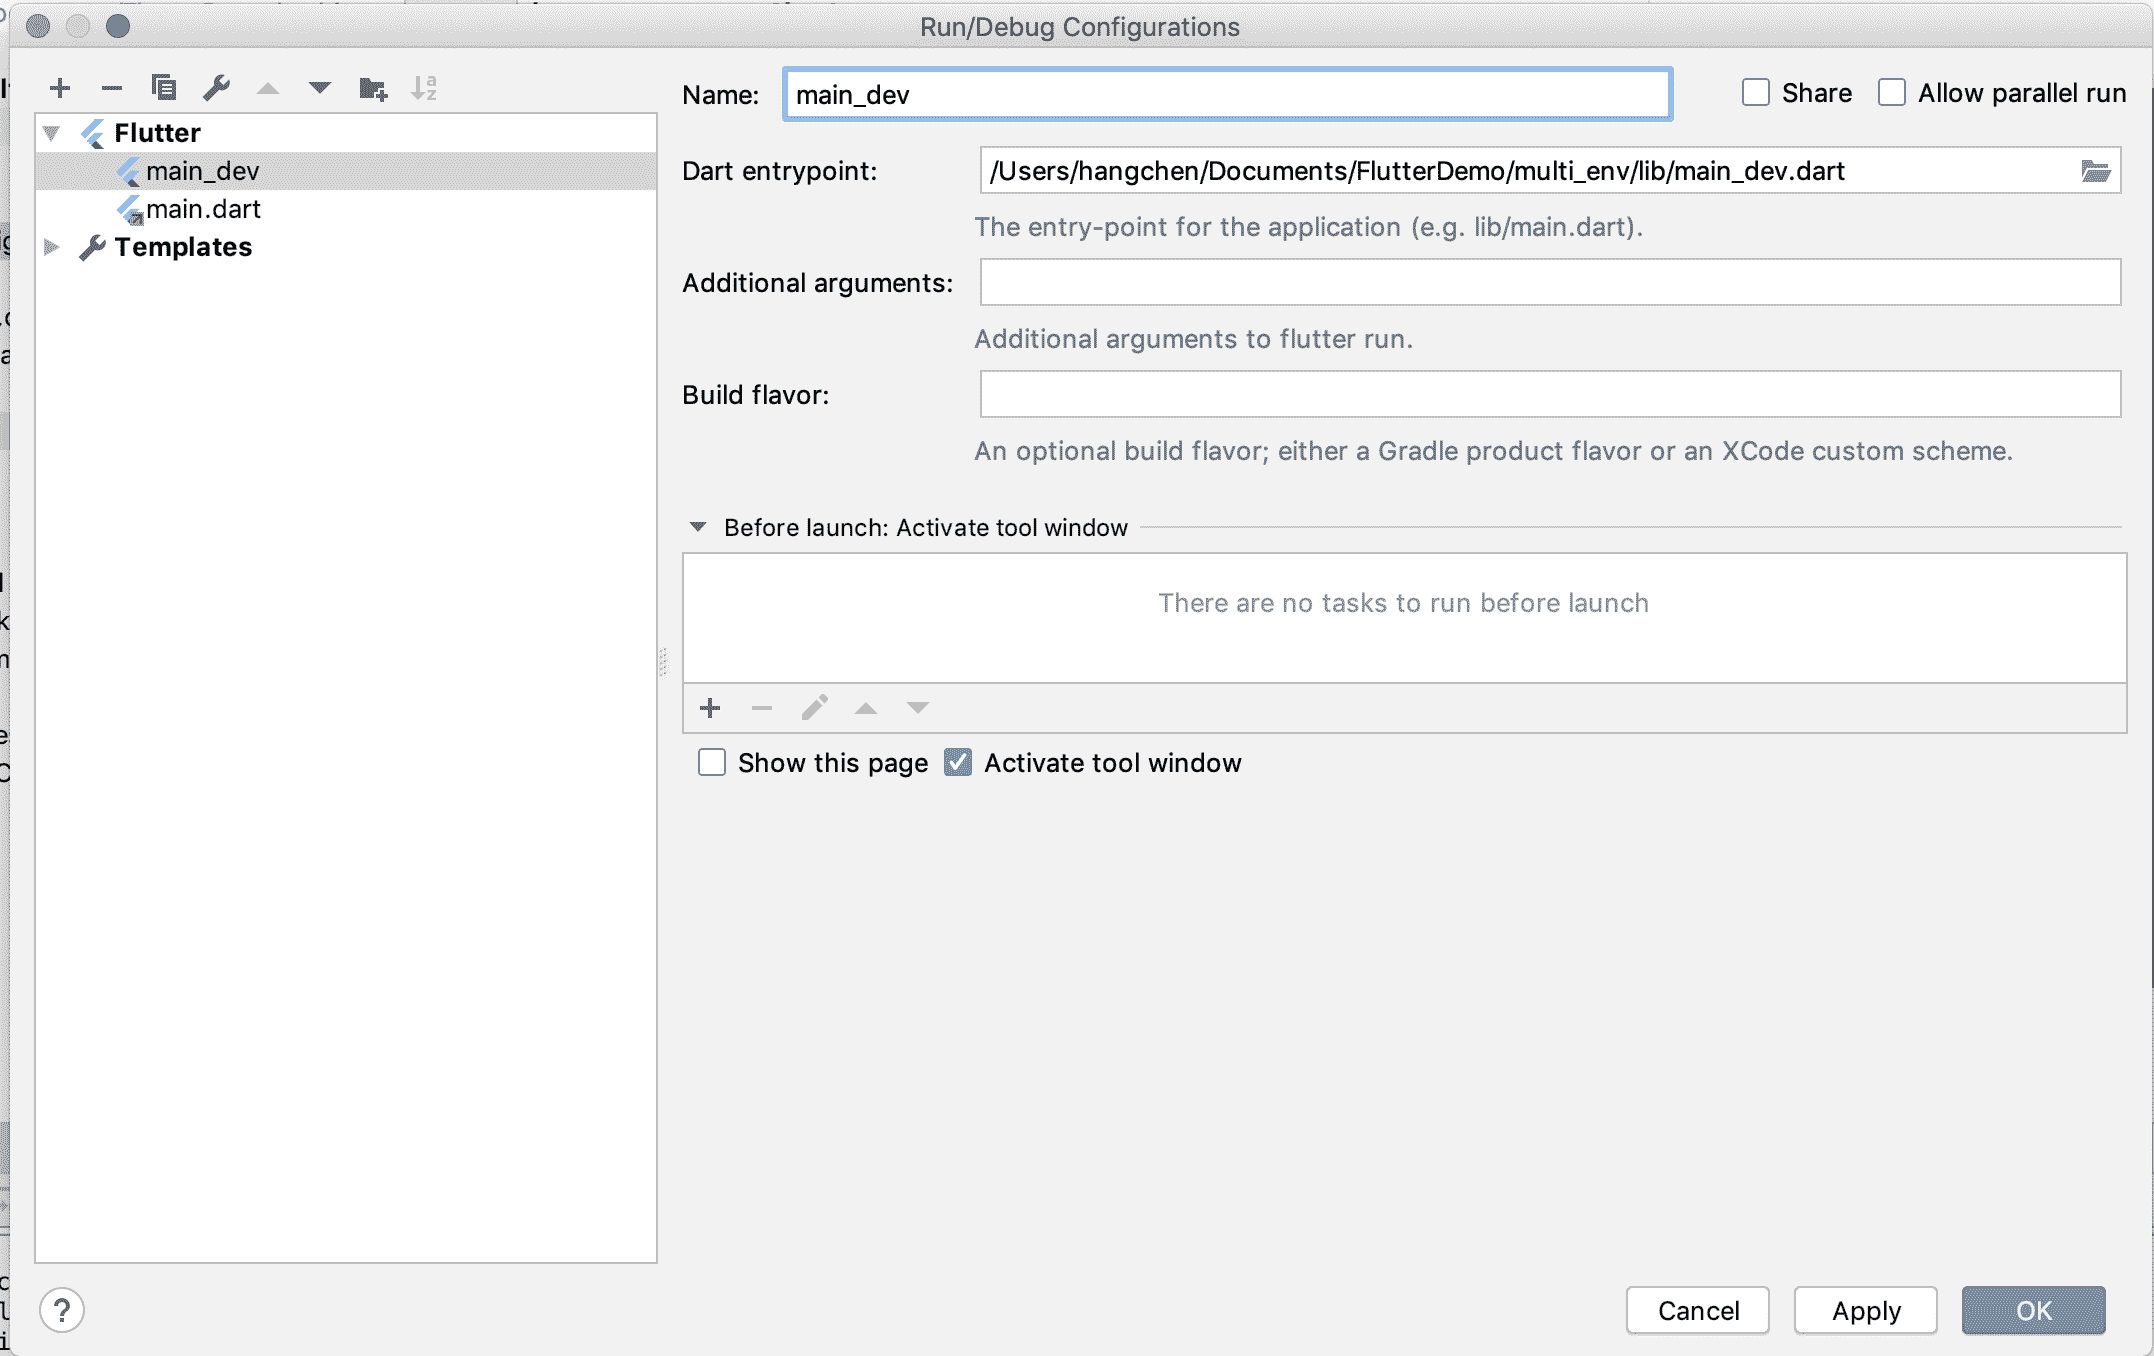 Run/Debug Configurations
Flutter
main_dev
main.dart
Templates
Name: main_dev
Share
Allow parallel run
Dart entrypoint: /Users/hangchen/Documents/FlutterDemo/multi_env/lib/main_dev.dart
The entry-point for the application (e.g. lib/main.dart).
Additional arguments:
Additional arguments to flutter run.
Build flavor:
An optional build flavor; either a Gradle product flavor or an XCode custom scheme.
Before launch: Activate tool window
There are no tasks to run before launch
Show this page
Activate tool window
?
Cancel
Apply
OK